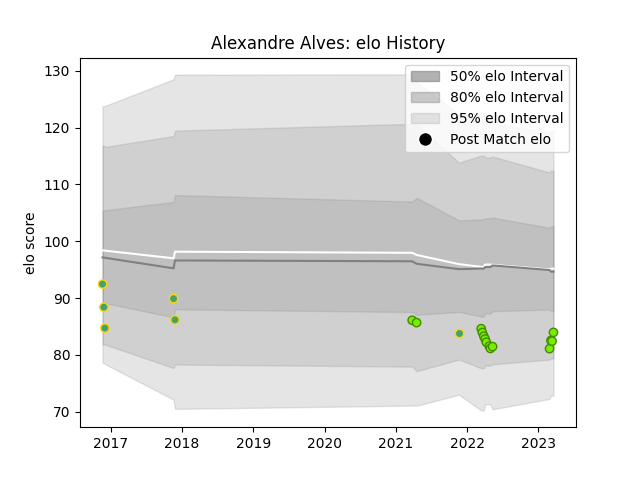 Alexandre Alves: elo History
50% elo Interval
80% elo Interval
95% elo Interval
Post Match elo
elo score
130
120
110
100
90
80
70
2017 2018 2019 2020 2021 2022 2023